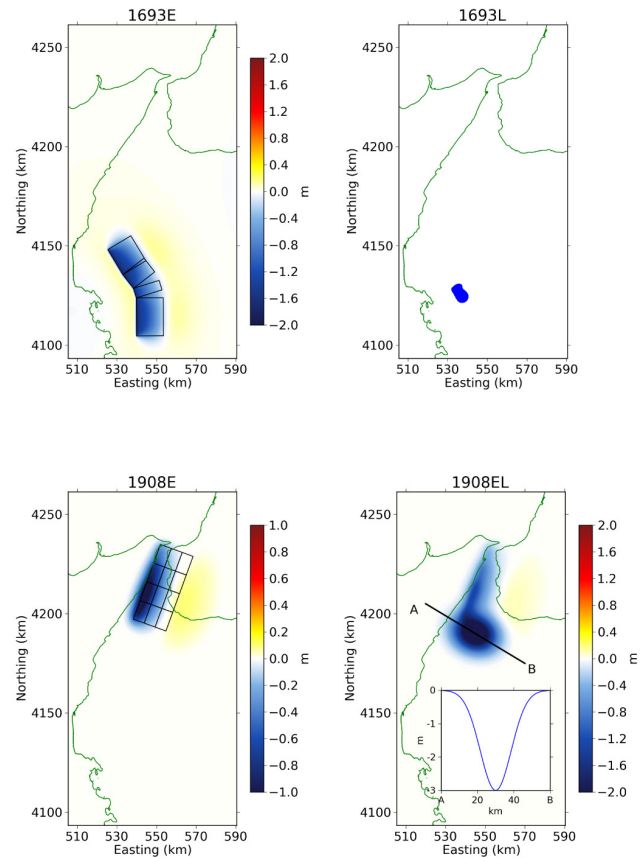 1693E
4250
4200
4150
4100
Northing (km)
510 530 550 570 590
Easting (km)
2.0
1.6
1.2
0.8
0.4
0.0
−0.4
−0.8
−1.2
−1.6
−2.0
m
1693L
4250
4200
4150
4100
Northing (km)
510 530 550 570 590
Easting (km)
1908E
4250
4200
4150
4100
Northing (km)
510 530 550 570 590
Easting (km)
1.0
0.8
0.6
0.4
0.2
0.0
−0.2
−0.4
−0.6
−0.8
−1.0
m
1908EL
4250
4200
4150
4100
Northing (km)
510 530 550 570 590
Easting (km)
A
B
0
-1
-2
-3
m
A 20 40 B
km
2.0
1.6
1.2
0.8
0.4
0.0
−0.4
−0.8
−1.2
−1.6
−2.0
m